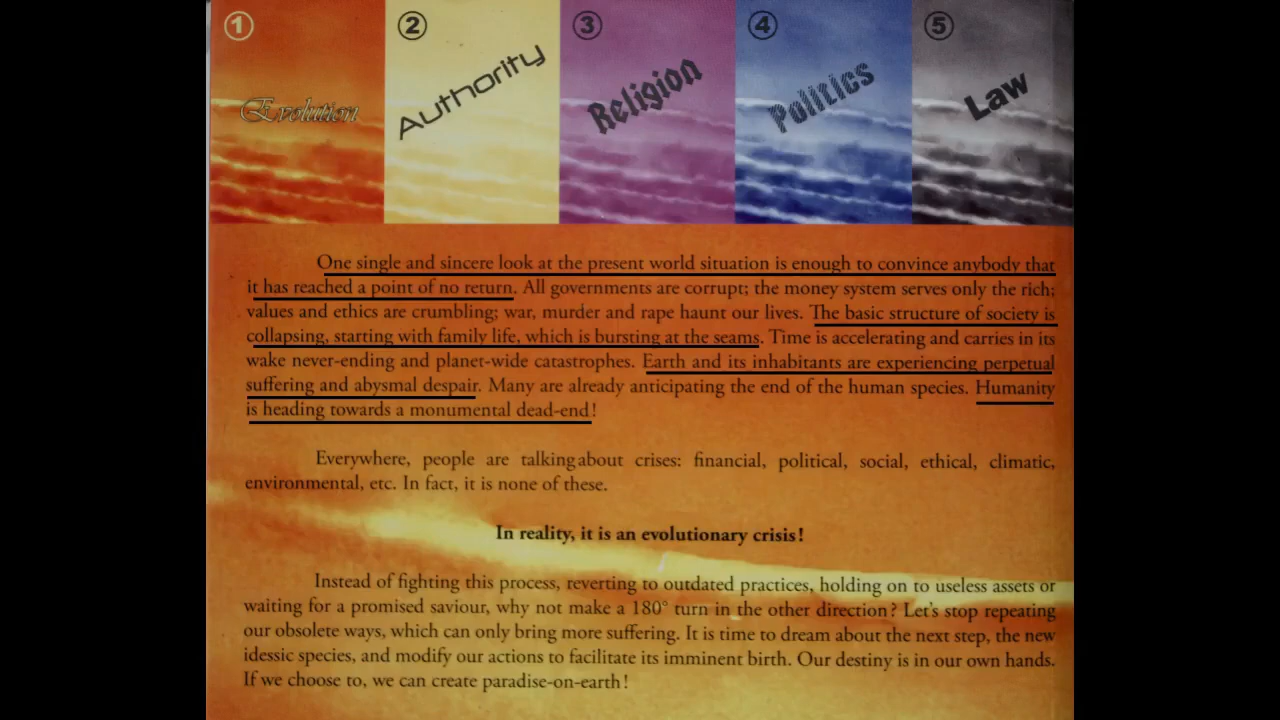 1 2 3 4 5
Evolution Authority Religion Politics Law
One single and sincere look at the present world situation is enough to convince anybody that
it has reached a point of no return. All governments are corrupt; the money system serves only the rich;
values and ethics are crumbling; war, murder and rape haunt our lives. The basic structure of society is
collapsing, starting with family life, which is bursting at the seams. Time is accelerating and carries in its
wake never-ending and planet-wide catastrophes. Earth and its inhabitants are experiencing perpetual
suffering and abysmal despair. Many are already anticipating the end of the human species. Humanity
is heading towards a monumental dead-end!
Everywhere, people are talking about crises: financial, political, social, ethical, climatic,
environmental, etc. In fact, it is none of these.
In reality, it is an evolutionary crisis!
Instead of fighting this process, reverting to outdated practices, holding on to useless assets or
waiting for a promised saviour, why not make a 180° turn in the other direction? Let's stop repeating
our obsolete ways, which can only bring more suffering. It is time to dream about the next step, the new
idessic species, and modify our actions to facilitate its imminent birth. Our destiny is in our own hands.
If we choose to, we can create paradise-on-earth!